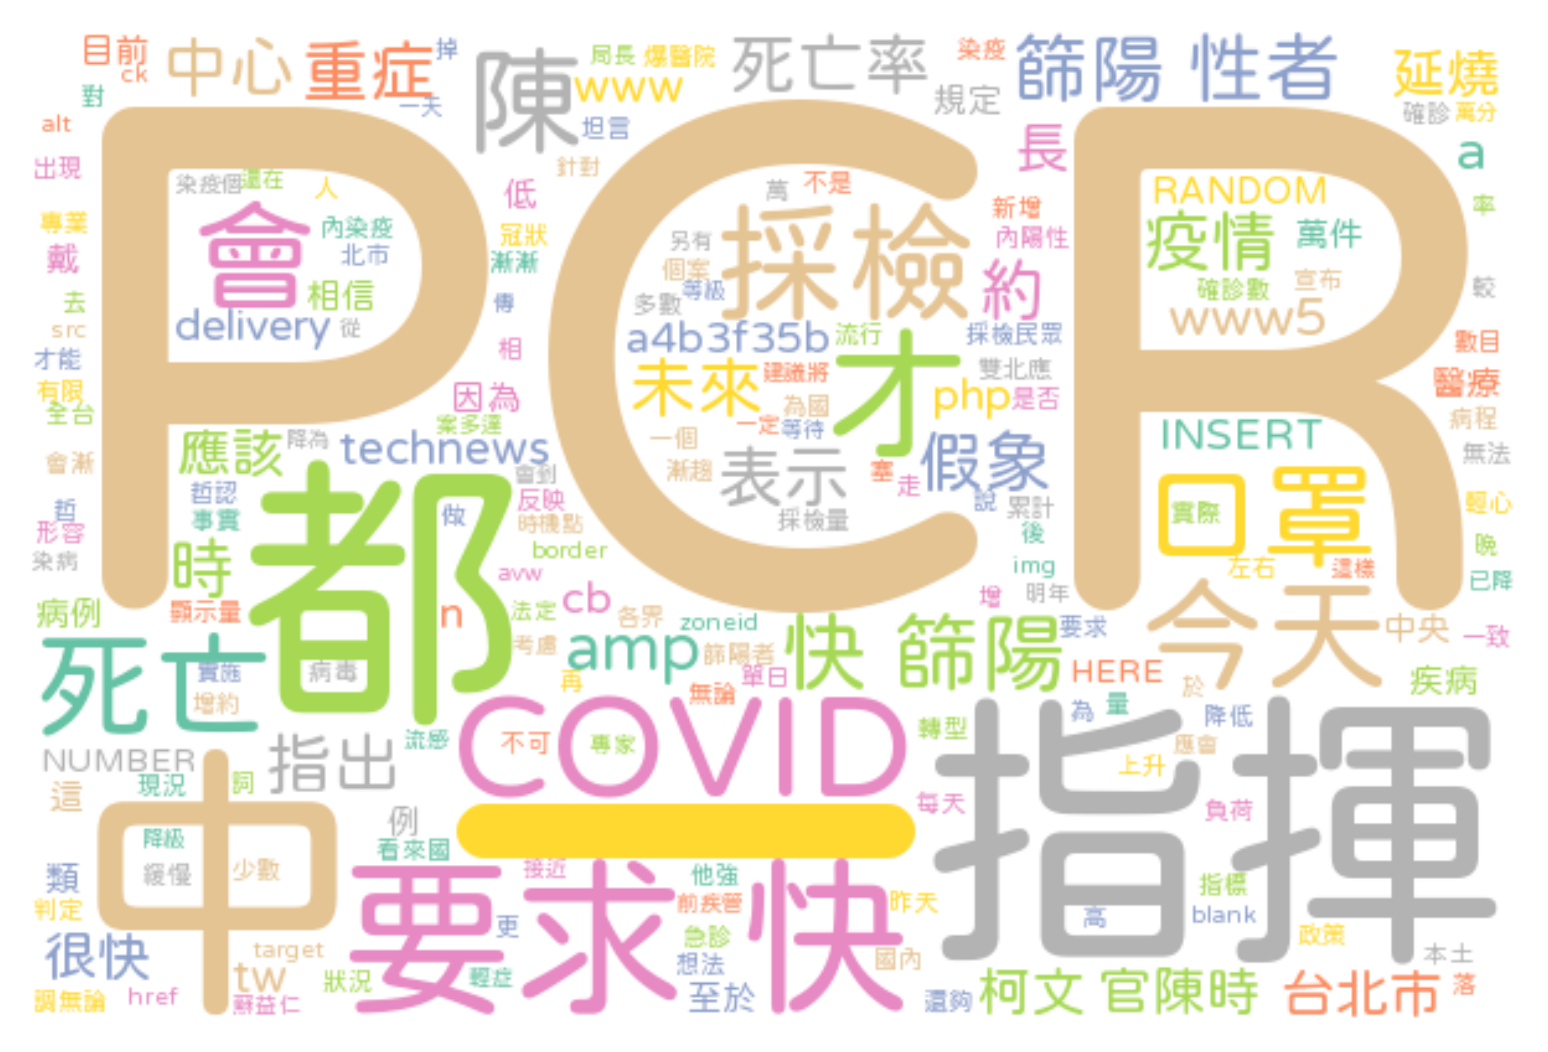 目前 中心 重症 掉 陳 局長 爆醫院 死亡率 染疫 篩陽 性者 延燒
ck 一天 www 規定 確診 萬分
對 坦言
alt 長 a
出現 針對
染疫個 還在 人 低 萬 不是 RANDOM 率
專業 會 內染疫 冠狀 採檢 新增 疫情 萬件
戴 北市 漸漸 另有 內陽性
去 相信 傳 個案 等級 約 確診數 宣布 較
src delivery 從 多數 www5
才能 相 a4b3f35b 流行 才 採檢民眾 數目
有限 因為 未來 建議將 雙北應 醫療
全台 案多達 為國 php 是否 病程
PCR
應該 降為 technews 一個 一定 等待 假象 INSERT 無法
會漸 會到 漸趨 表示 塞 走
哲認 反映 說 累計 口罩 實際 輕心
哲 事實 都 做 時機點 採檢量 後
形容 晚
染病 時 border img 左右 這樣 已降
avw 增 明年
病例 顯示量 n 法定 cb 各界 zoneid 要求 今天 中央 一致
死亡 考慮 amp 篩陽者 快 篩陽
實施 病毒 再 無論 單日 HERE 於 疾病
增約
NUMBER 指出 流感 COVID 不可 專家 轉型 為 量 降低
現況 詞 上升 應會
這 中 例 每天 指揮 負荷
降級 看來國
類 緩慢 少數 接近 他強 指標
判定 要求快 前疾管 昨天 高 blank
很快 target 更 急診 政策
tw 狀況 輕症 想法 國內 本土
調無論 href 蘇益仁 至於 還夠 柯文 官陳時 台北市 落